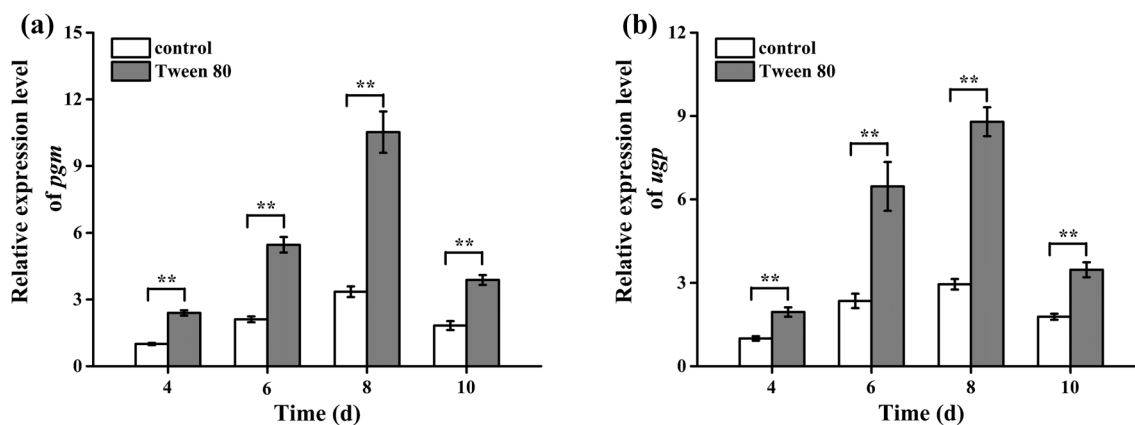 (a)
15
12
9
6
3
0
Relative expression level
of pgm
control
Tween 80
**
**
**
**
4 6 8 10
Time (d)
(b)
12
9
6
3
0
Relative expression level
of ugp
control
Tween 80
**
**
**
**
4 6 8 10
Time (d)